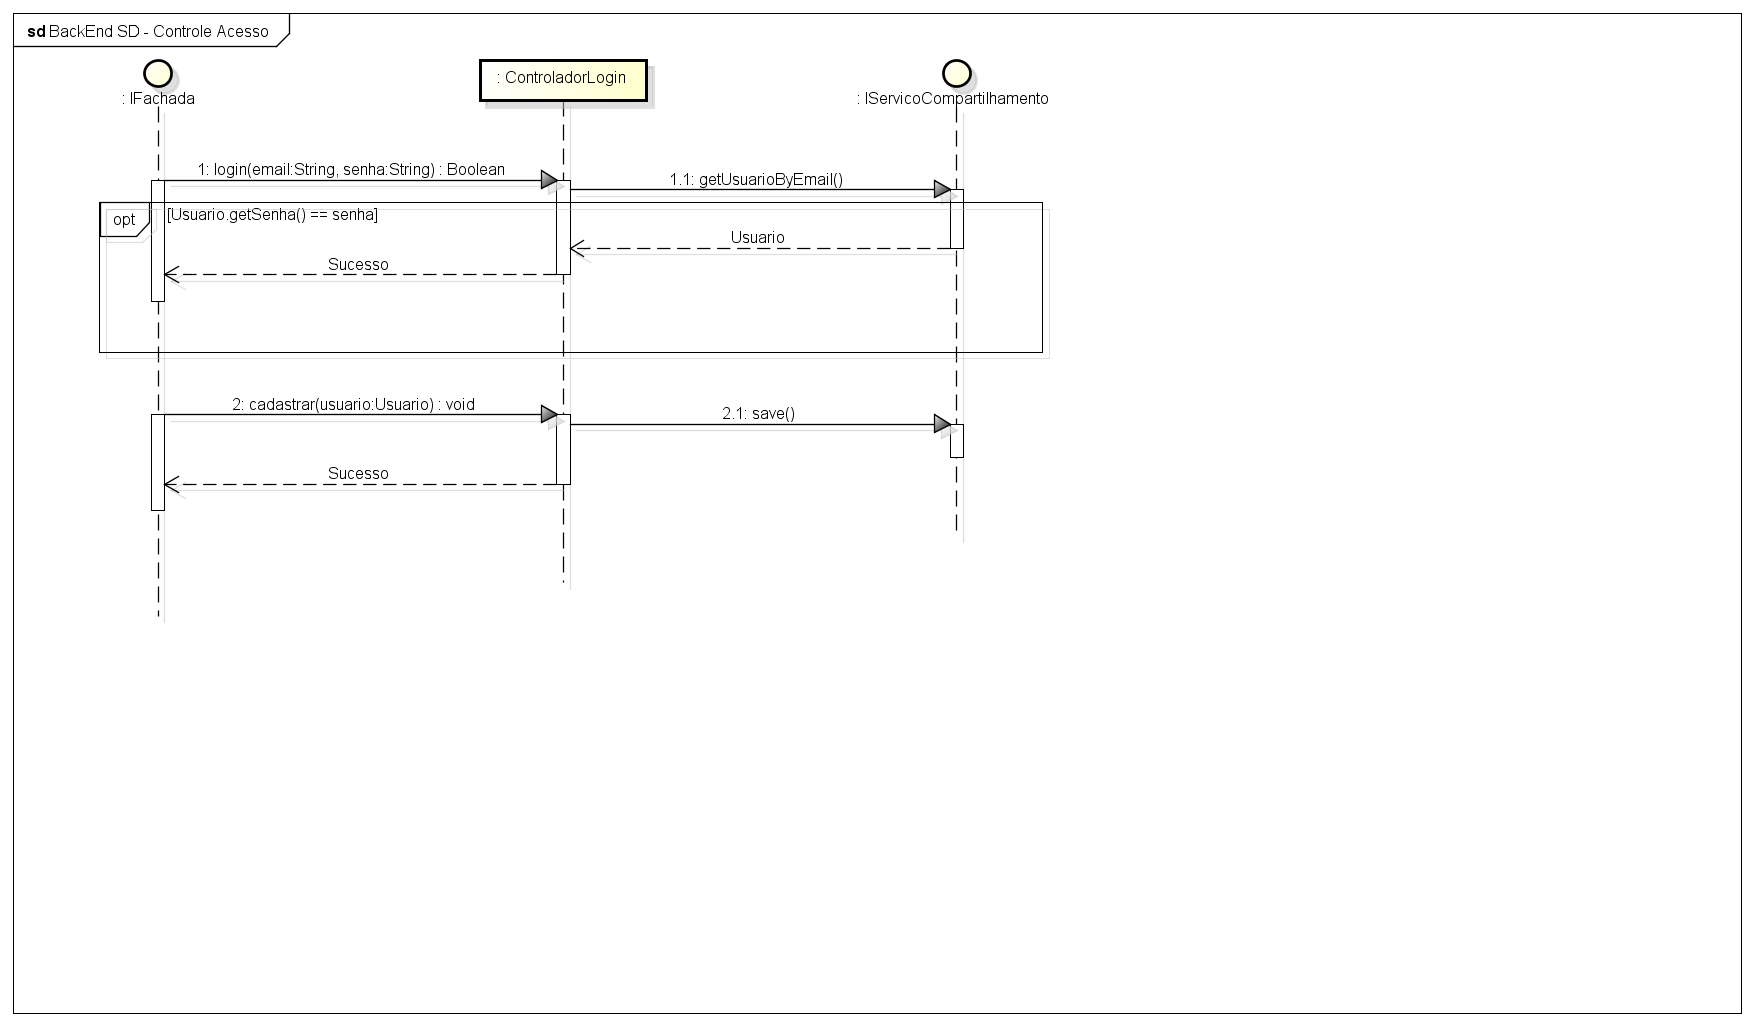 sd BackEnd SD - Controle Acesso
: IFachada
: ControladorLogin
: IServicoCompartilhamento
1: login(email:String, senha:String) : Boolean
1.1: getUsuarioByEmail()
opt
[Usuario.getSenha() == senha]
Usuario
Sucesso
2: cadastrar(usuario:Usuario) : void
2.1: save()
Sucesso